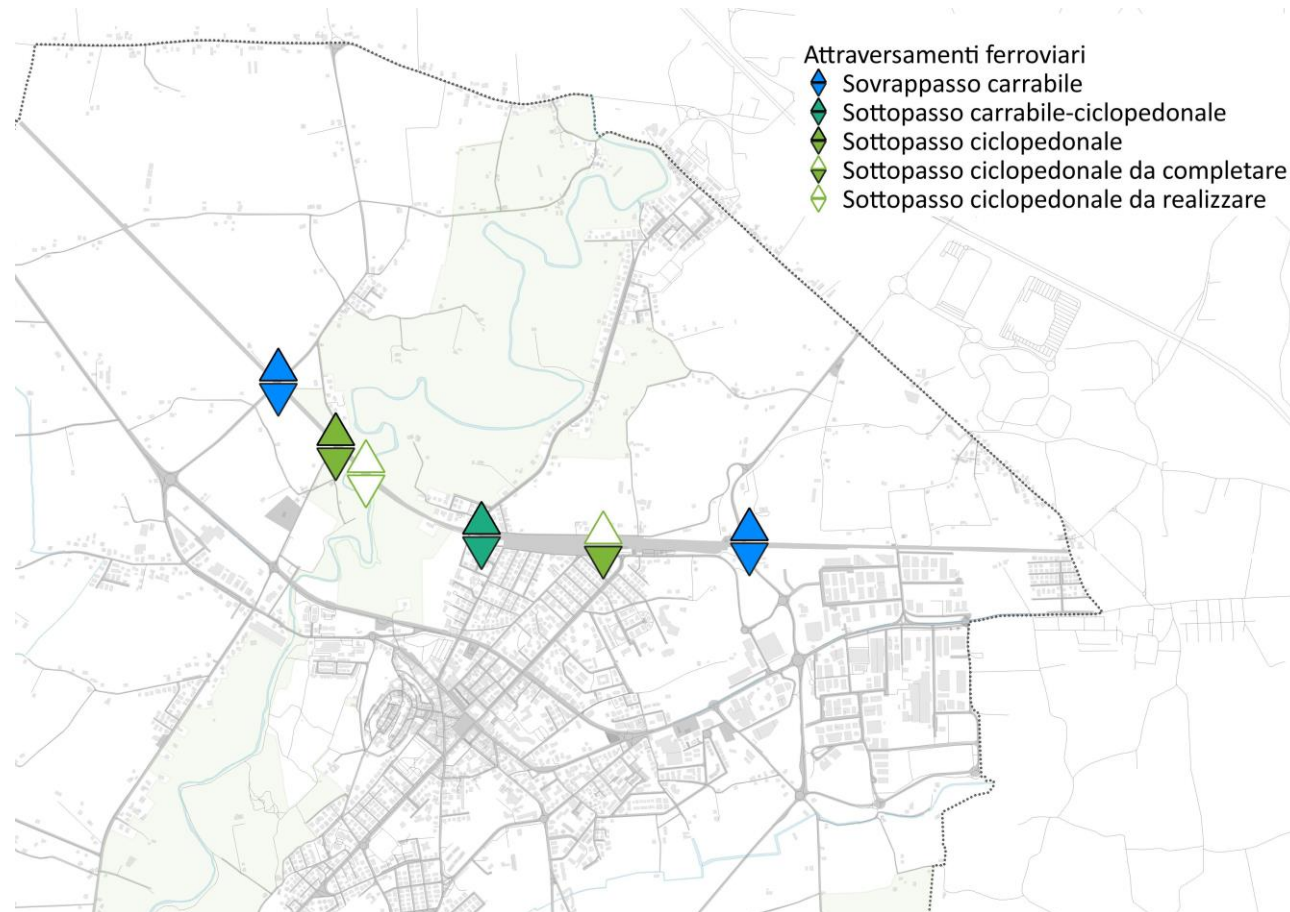 Attraversamenti ferroviari
Sovrappasso carrabile
Sottopasso carrabile-ciclopedonale
Sottopasso ciclopedonale
Sottopasso ciclopedonale da completare
Sottopasso ciclopedonale da realizzare